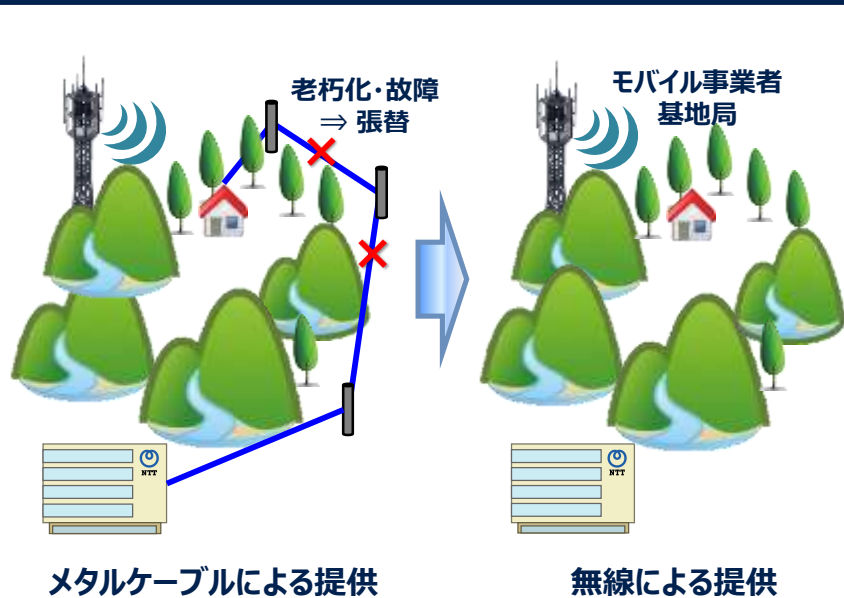 老朽化・故障
⇒ 張替
モバイル事業者
基地局
NTT
NTT
メタルケーブルによる提供
無線による提供